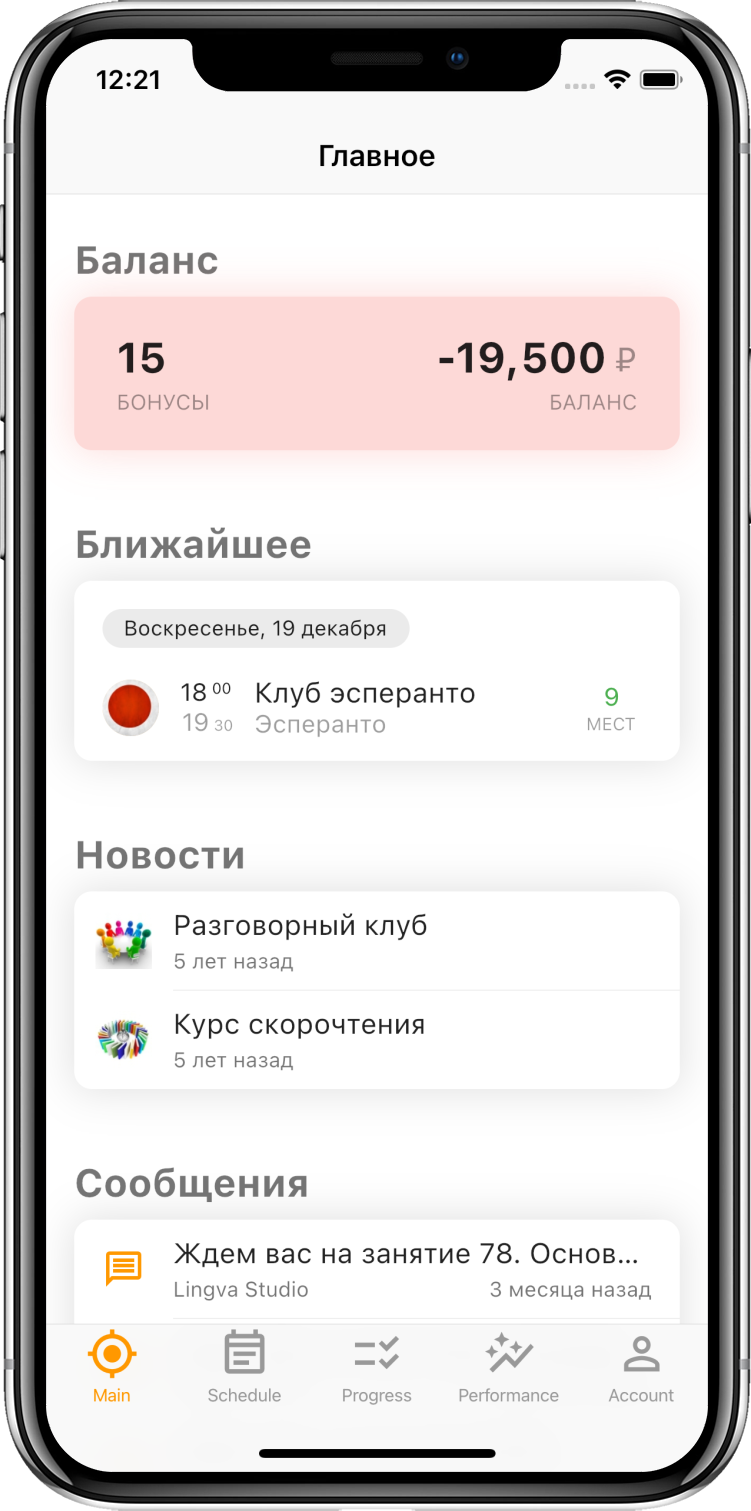 12:21
Главное
Баланс
15 -19,500 ₽
БОНУСЫ БАЛАНС
Ближайшее
Воскресенье, 19 декабря
18 00 Клуб эсперанто 9
19 30 Эсперанто МЕСТ
Новости
Разговорный клуб
5 лет назад
Курс скорочтения
5 лет назад
Сообщения
Ждем вас на занятие 78. Основ...
Lingva Studio 3 месяца назад
Main Schedule Progress Performance Account